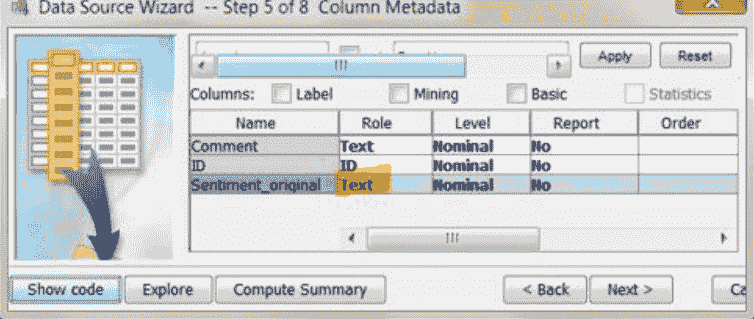 Data Source Wizard -- Step 5 of 8 Column Metadata
Apply Reset
Columns: Label Mining Basic Statistics
Name Role Level Report Order
Comment Text Nominal No
ID ID Nominal No
Sentiment_original Text Nominal No
Show code Explore Compute Summary < Back Next >